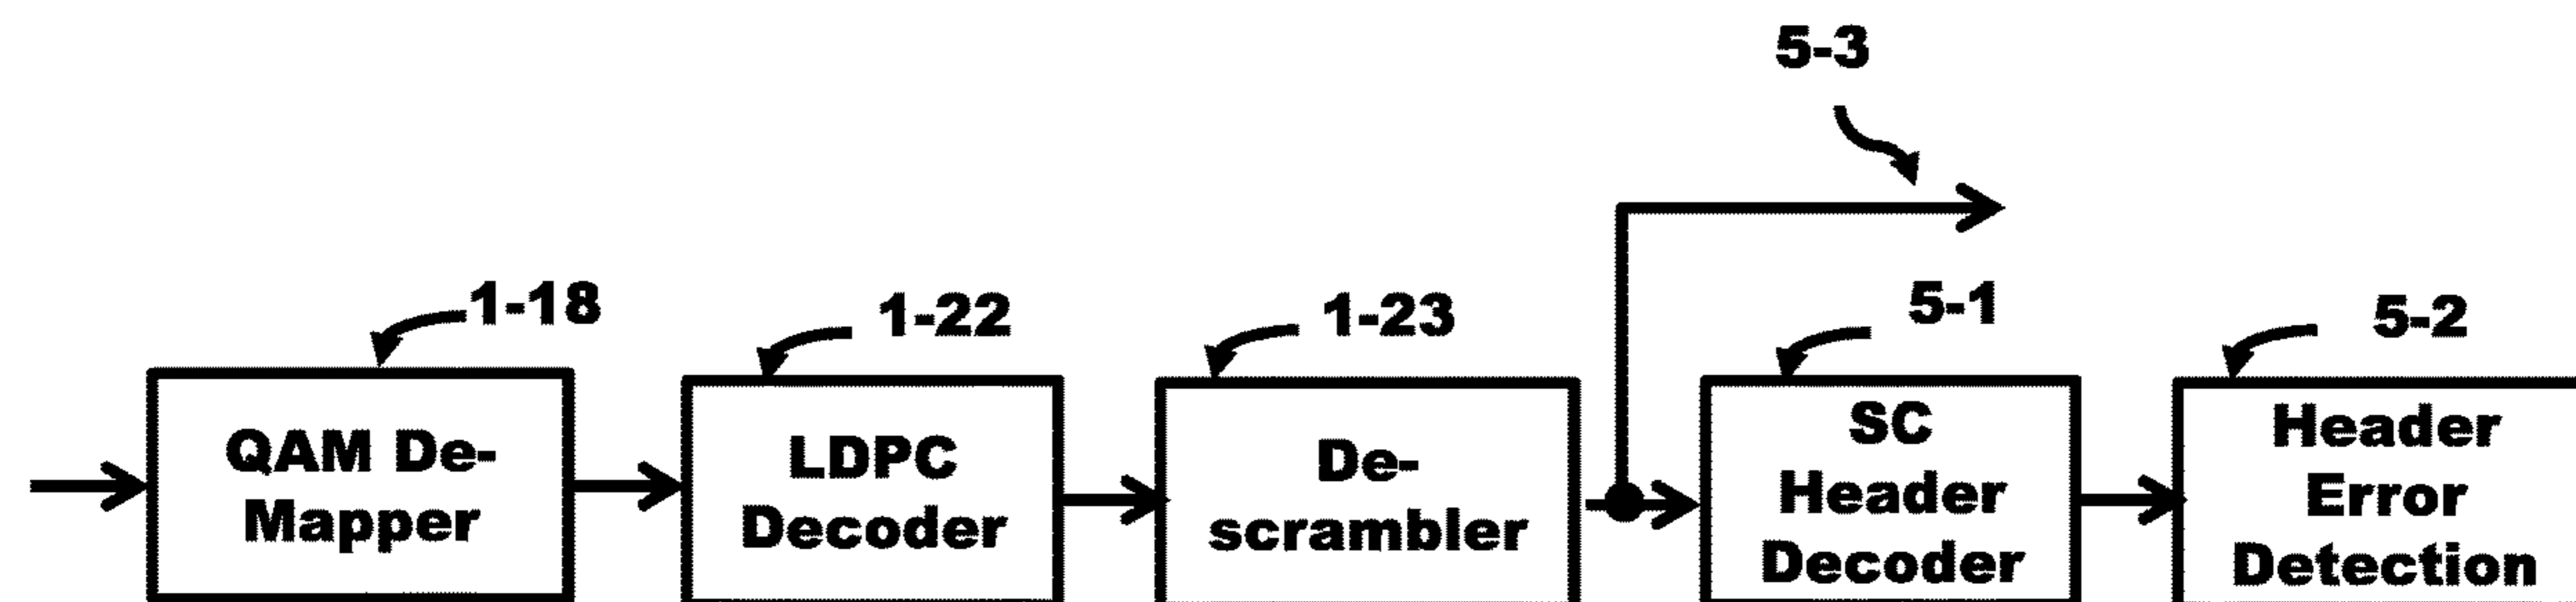 5-3
1-18
1-22
1-23
5-1
5-2
QAM De-
Mapper
LDPC
Decoder
De-
scrambler
SC
Header
Decoder
Header
Error
Detection